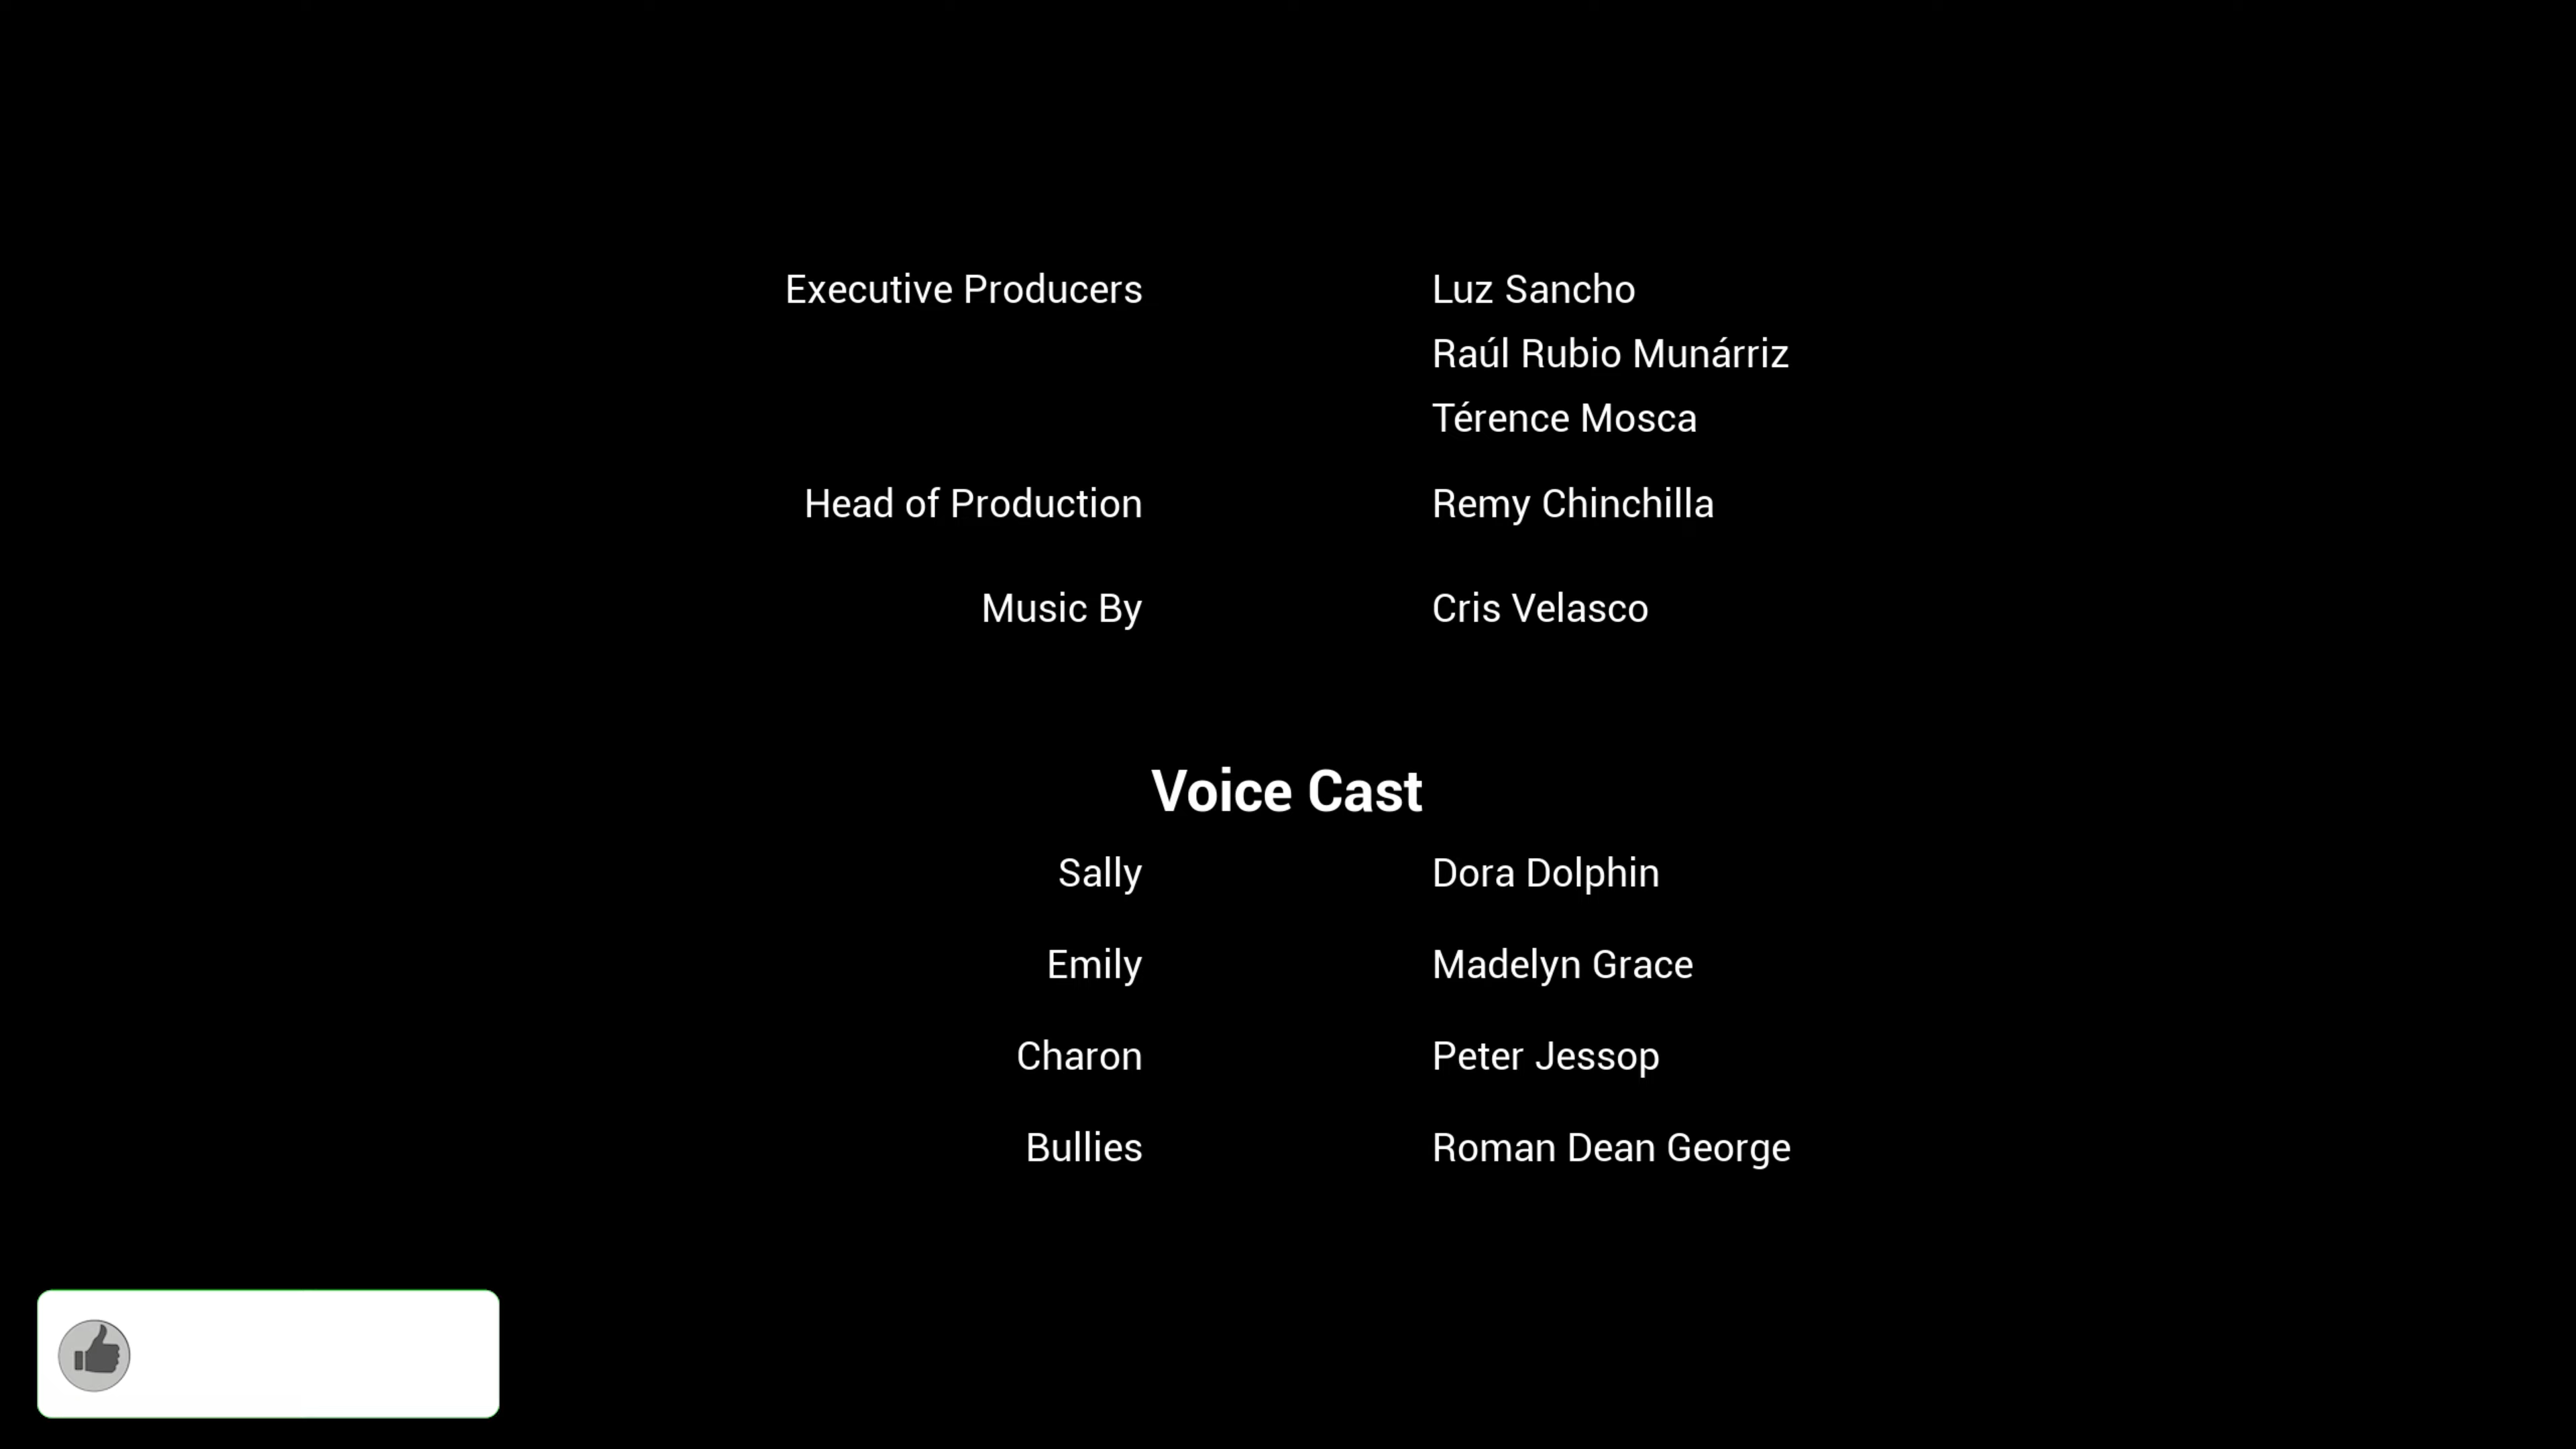 Executive Producers Luz Sancho
Raúl Rubio Munárriz
Térence Mosca
Head of Production Remy Chinchilla
Music By Cris Velasco
Voice Cast
Sally Dora Dolphin
Emily Madelyn Grace
Charon Peter Jessop
Bullies Roman Dean George